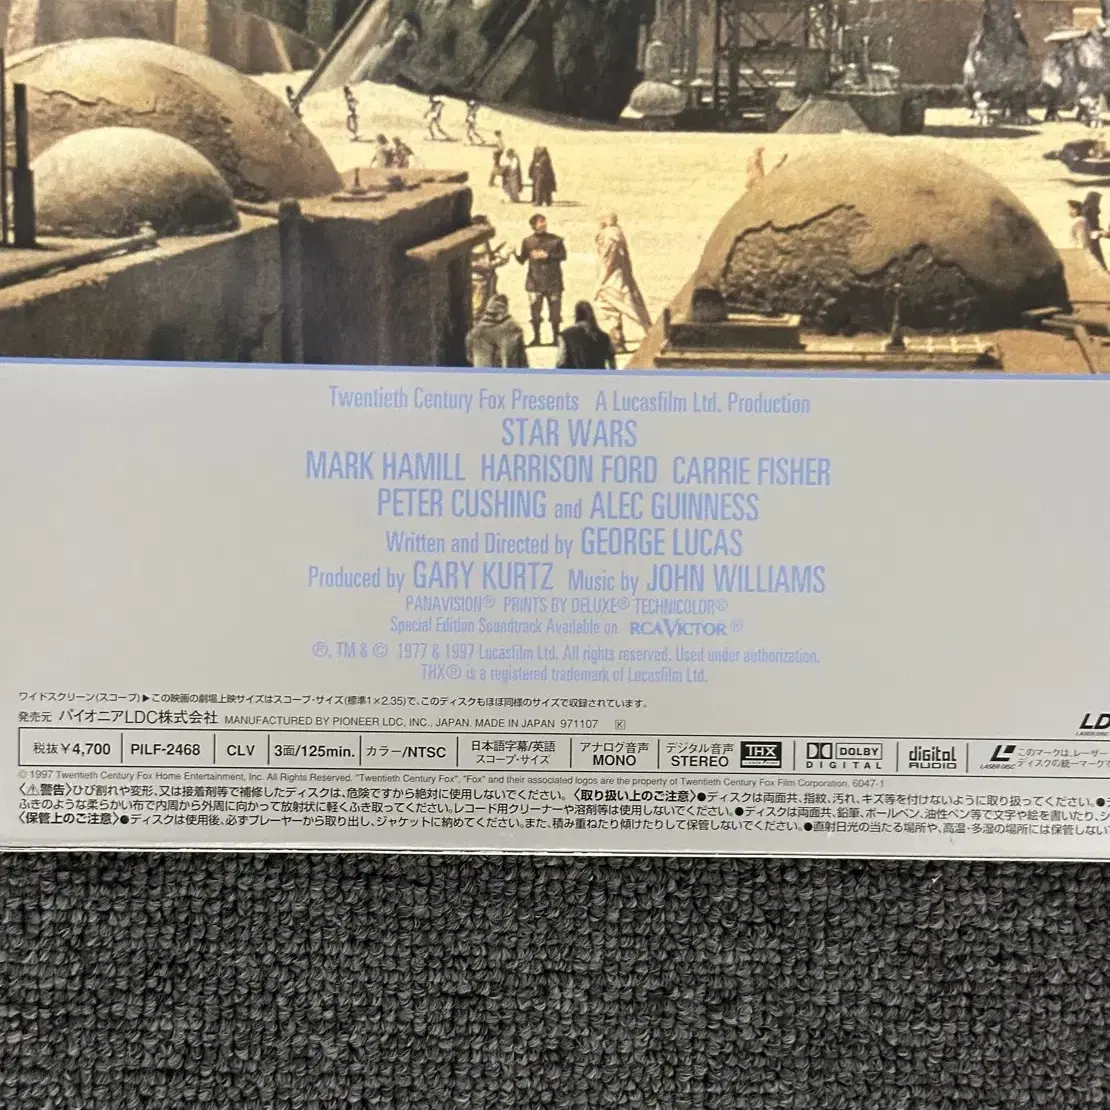 Twentieth Century Fox Presents A Lucasfilm Ltd. Production
STAR WARS
MARK HAMILL HARRISON FORD CARRIE FISHER
PETER CUSHING and ALEC GUINNESS
Written and Directed by GEORGE LUCAS
Produced by GARY KURTZ Music by JOHN WILLIAMS
PANAVISION® PRINTS BY DELUXE® TECHNICOLOR®
Special Edition Soundtrack Available on RCA VICTOR ®
®, TM & © 1977 & 1997 Lucasfilm Ltd. All rights reserved. Used under authorization.
THX® is a registered trademark of Lucasfilm Ltd.
ワイドスクリーン(スコープ)▶この映画の劇場上映サイズはスコープ・サイズ(標準1×2.35)で、このディスクもほぼ同様のサイズで収録されています。
発売元 パイオニアLDC株式会社 MANUFACTURED BY PIONEER LDC, INC., JAPAN. MADE IN JAPAN 971107 K
LD
税抜¥4,700 PILF-2468 CLV 3面/125min. カラー/NTSC 日本語字幕/英語 スコープ・サイズ アナログ音声 MONO デジタル音声 STEREO THX DOLBY DIGITAL digital AUDIO LASER DISC このマークは、レーザー
ディスクの統一マークで
© 1997 Twentieth Century Fox Home Entertainment, Inc. All Rights Reserved. "Twentieth Century Fox", "Fox" and their associated logos are the property of Twentieth Century Fox Film Corporation. 6047-1
〈⚠警告〉ひび割れや変形、又は接着剤等で補修したディスクは、危険ですから絶対に使用しないでください。〈取り扱い上のご注意〉●ディスクは両面共、指紋、汚れ、キズ等を付けないように取り扱ってください。●
ふきのような柔らかい布で内周から外周に向かって放射状に軽くふき取ってください。レコード用クリーナーや溶剤等は使用しないでください。●ディスクは両面共、鉛筆、ボールペン、油性ペン等で文字や絵を書いたり、シ
〈保管上のご注意〉●ディスクは使用後、必ずプレーヤーから取り出し、ジャケットに納めてください。また、積み重ねたり傾けたりして保管しないでください。●直射日光の当たる場所や、高温・多湿の場所には保管しない